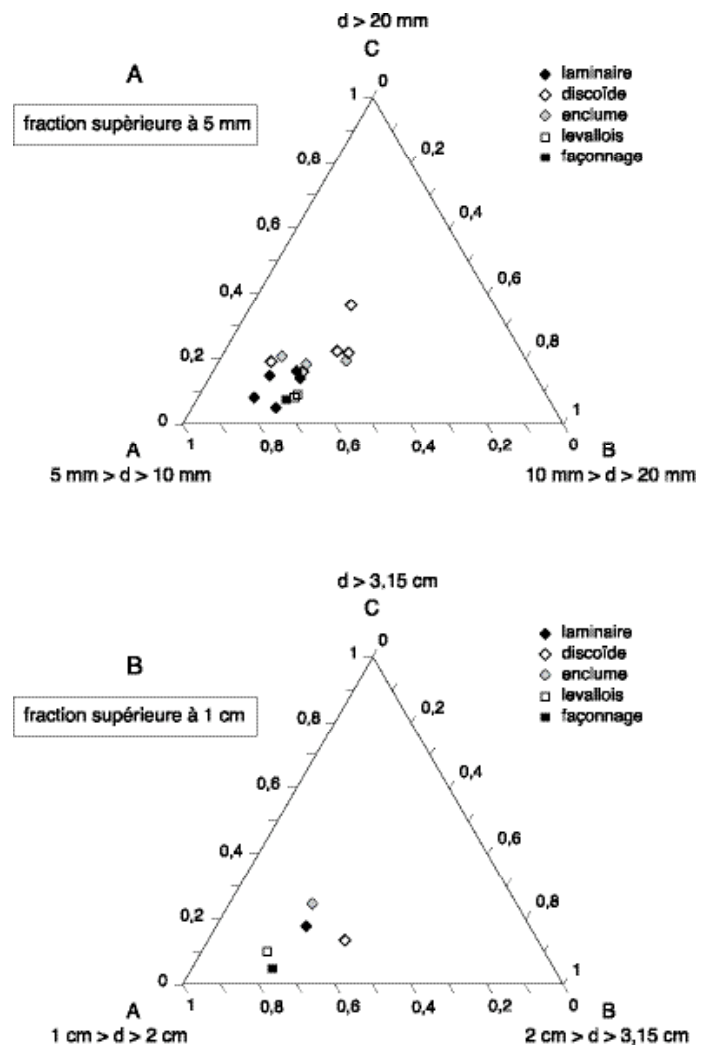 d > 20 mm
C
A
fraction supèrieure à 5 mm
laminaire
discoïde
enclume
levallois
façonnage
1
0
0,8
0,2
0,6
0,4
0,4
0,6
0,2
0,8
0
1
1
0,8
0,6
0,4
0,2
0
A
B
5 mm > d > 10 mm
10 mm > d > 20 mm
d > 3,15 cm
C
B
fraction supérieure à 1 cm
laminaire
discoïde
enclume
levallois
façonnage
1
0
0,8
0,2
0,6
0,4
0,4
0,6
0,2
0,8
0
1
1
0,8
0,6
0,4
0,2
0
A
B
1 cm > d > 2 cm
2 cm > d > 3,15 cm